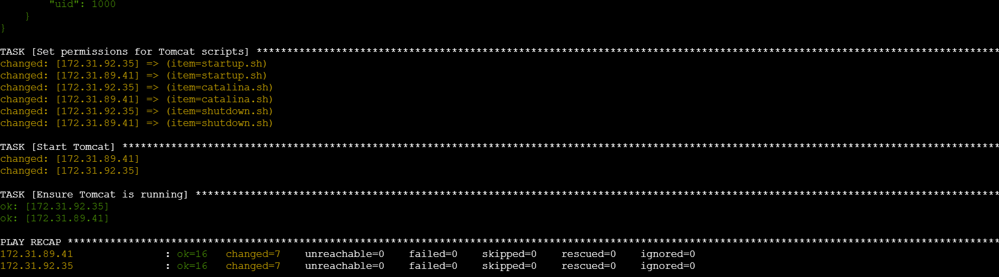 "uid": 1000
}
}
TASK [Set permissions for Tomcat scripts] **************************************************************************************************************************
changed: [172.31.92.35] => (item=startup.sh)
changed: [172.31.89.41] => (item=startup.sh)
changed: [172.31.92.35] => (item=catalina.sh)
changed: [172.31.89.41] => (item=catalina.sh)
changed: [172.31.92.35] => (item=shutdown.sh)
changed: [172.31.89.41] => (item=shutdown.sh)
TASK [Start Tomcat] ************************************************************************************************************************************************
changed: [172.31.89.41]
changed: [172.31.92.35]
TASK [Ensure Tomcat is running] ************************************************************************************************************************************
ok: [172.31.92.35]
ok: [172.31.89.41]
PLAY RECAP *********************************************************************************************************************************************************
172.31.89.41 : ok=16 changed=7 unreachable=0 failed=0 skipped=0 rescued=0 ignored=0
172.31.92.35 : ok=16 changed=7 unreachable=0 failed=0 skipped=0 rescued=0 ignored=0